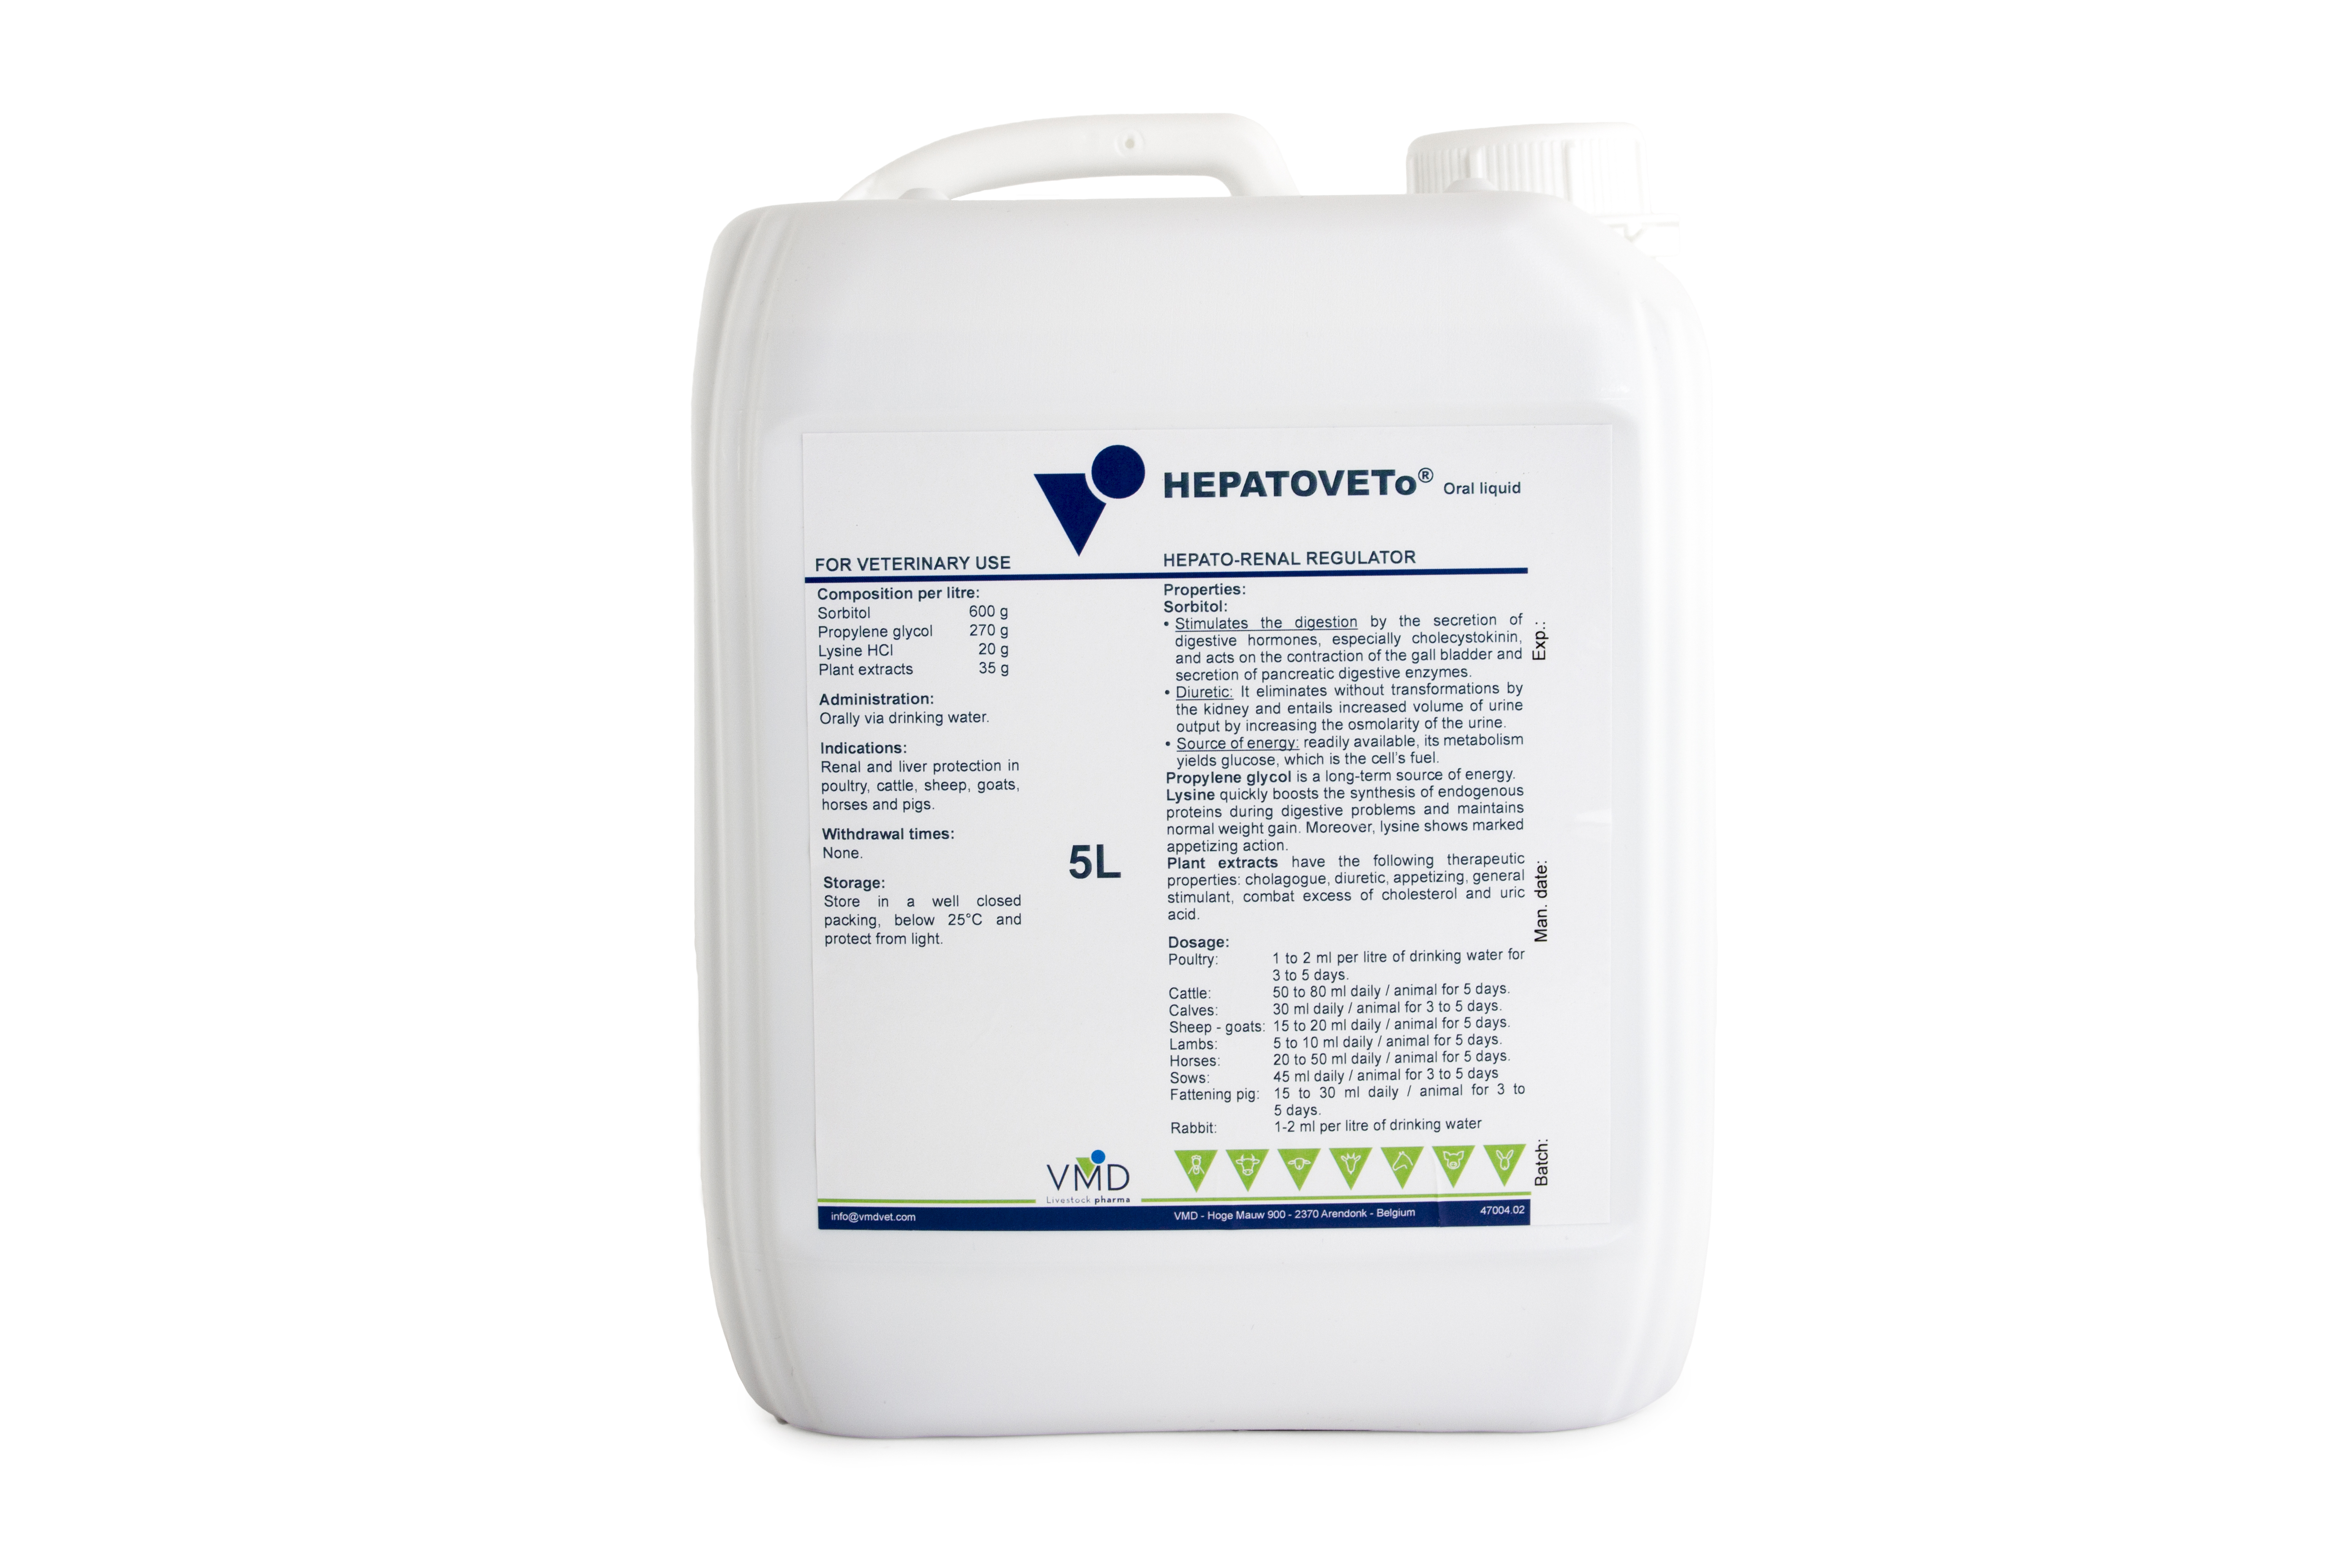 HEPATOVETo® Oral liquid
FOR VETERINARY USE
HEPATO-RENAL REGULATOR
Composition per litre:
Sorbitol 600 g
Propylene glycol 270 g
Lysine HCl 20 g
Plant extracts 35 g
Administration:
Orally via drinking water.
Indications:
Renal and liver protection in
poultry, cattle, sheep, goats,
horses and pigs.
Withdrawal times:
None.
Storage:
Store in a well closed
packing, below 25°C and
protect from light.
5L
Properties:
Sorbitol:
• Stimulates the digestion by the secretion of
digestive hormones, especially cholecystokinin,
and acts on the contraction of the gall bladder and
secretion of pancreatic digestive enzymes.
• Diuretic: It eliminates without transformations by
the kidney and entails increased volume of urine
output by increasing the osmolarity of the urine.
• Source of energy: readily available, its metabolism
yields glucose, which is the cell's fuel.
Propylene glycol is a long-term source of energy.
Lysine quickly boosts the synthesis of endogenous
proteins during digestive problems and maintains
normal weight gain. Moreover, lysine shows marked
appetizing action.
Plant extracts have the following therapeutic
properties: cholagogue, diuretic, appetizing, general
stimulant, combat excess of cholesterol and uric
acid.
Dosage:
Poultry: 1 to 2 ml per litre of drinking water for
3 to 5 days.
Cattle: 50 to 80 ml daily / animal for 5 days.
Calves: 30 ml daily / animal for 3 to 5 days.
Sheep - goats: 15 to 20 ml daily / animal for 5 days.
Lambs: 5 to 10 ml daily / animal for 5 days.
Horses: 20 to 50 ml daily / animal for 5 days.
Sows: 45 ml daily / animal for 3 to 5 days
Fattening pig: 15 to 30 ml daily / animal for 3 to
5 days.
Rabbit: 1-2 ml per litre of drinking water
Exp.:
Man. date:
Batch:
VMD
Livestock pharma
info@vmdvet.com
VMD - Hoge Mauw 900 - 2370 Arendonk - Belgium
47004.02